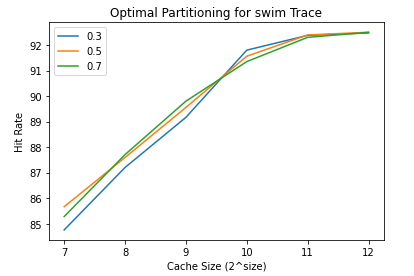 Optimal Partitioning for swim Trace
0.3
0.5
0.7
92
91
90
89
88
87
86
85
Hit Rate
7 8 9 10 11 12
Cache Size (2^size)